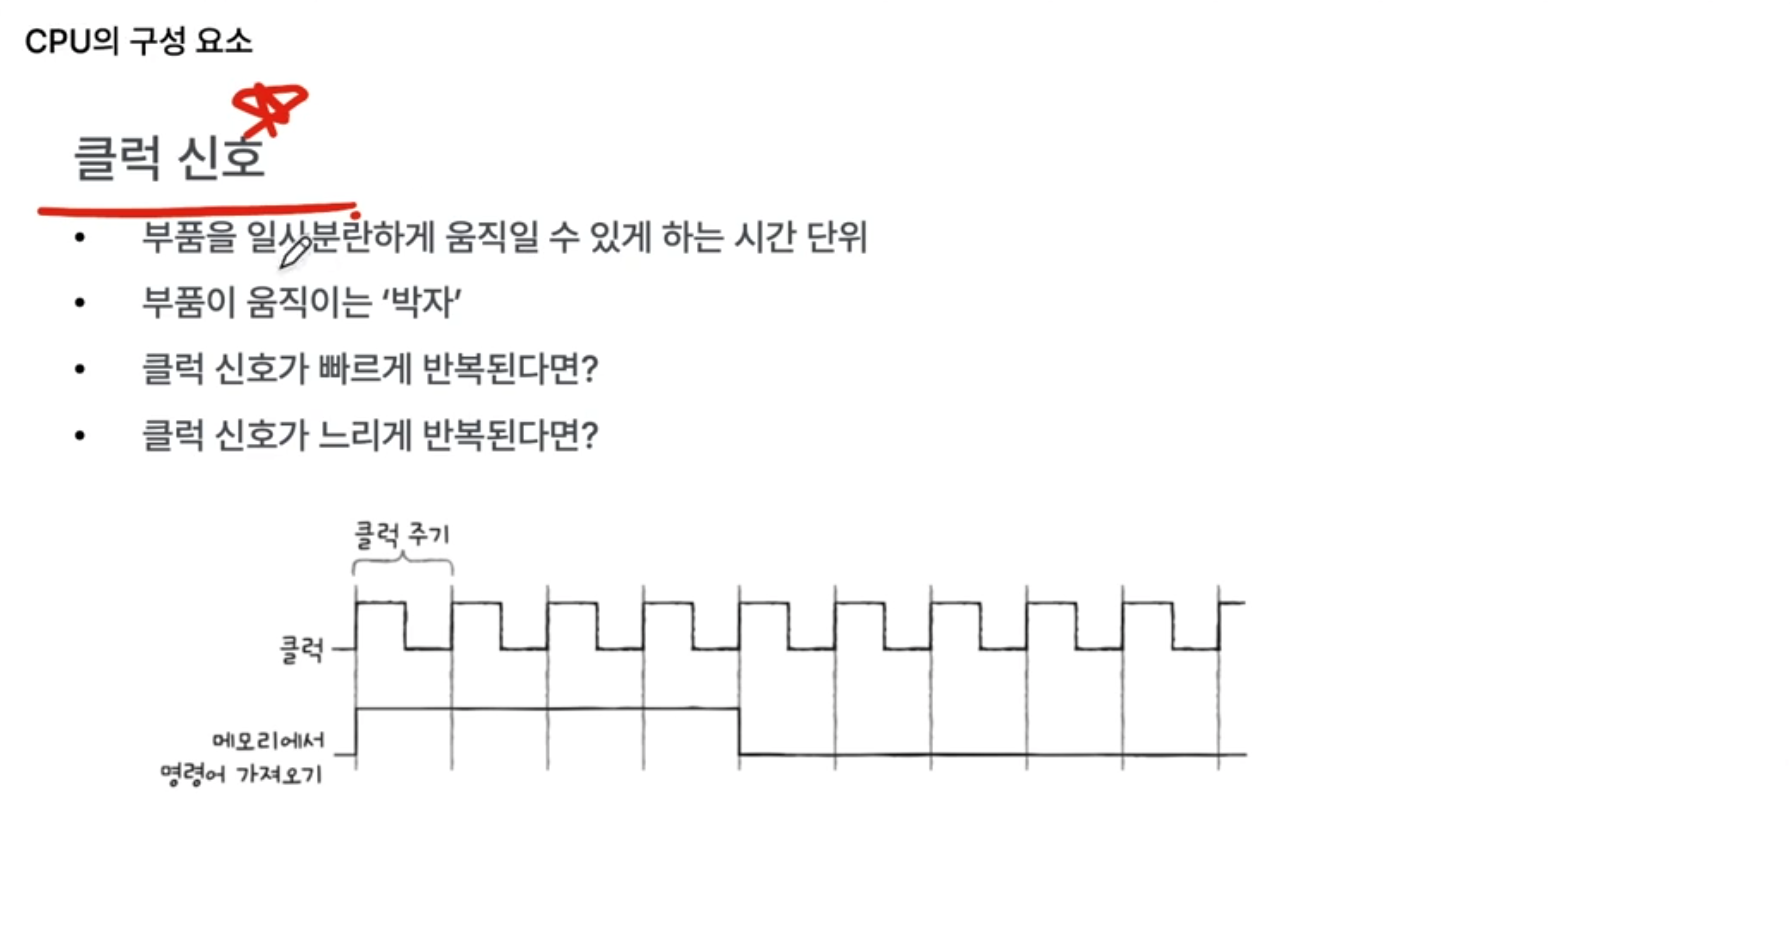 CPU의 구성 요소
클럭 신호
• 부품을 일사분란하게 움직일 수 있게 하는 시간 단위
• 부품이 움직이는 ‘박자’
• 클럭 신호가 빠르게 반복된다면?
• 클럭 신호가 느리게 반복된다면?
클럭 주기
클럭
메모리에서
명령어 가져오기